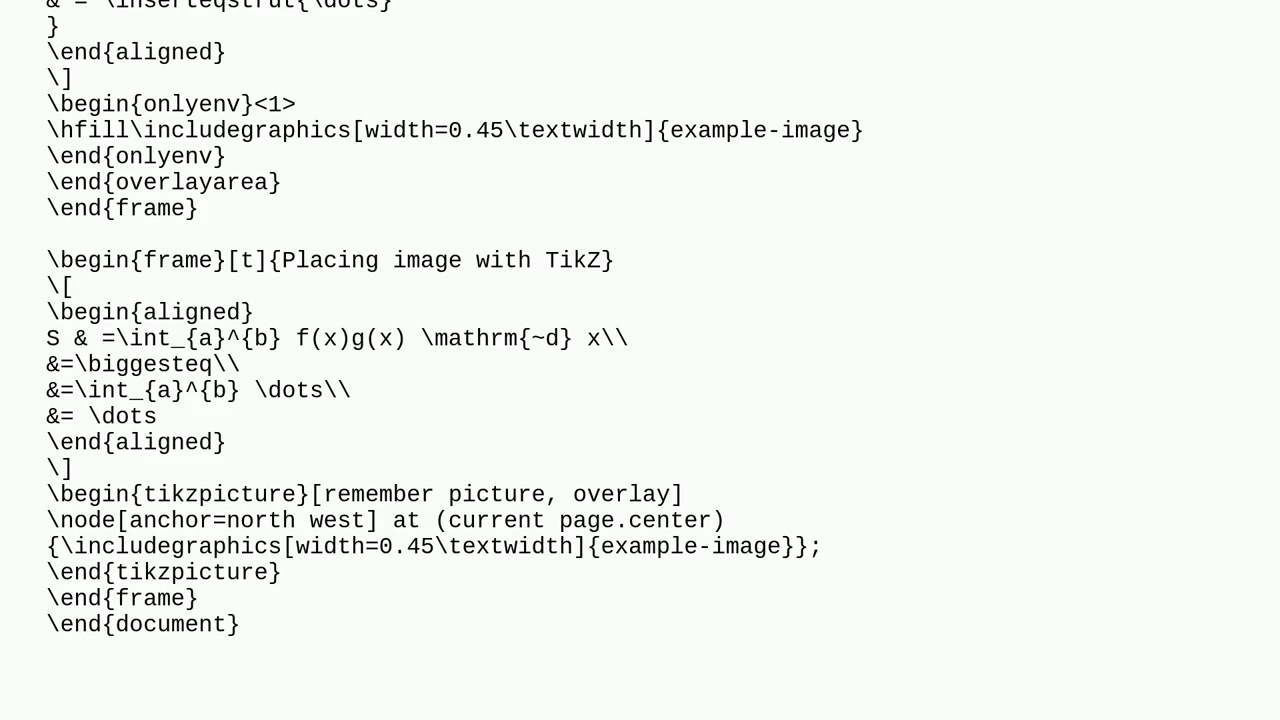 & = \inserteqstrut{\dots}
}
\end{aligned}
\]
\begin{onlyenv}<1>
\hfill\includegraphics[width=0.45\textwidth]{example-image}
\end{onlyenv}
\end{overlayarea}
\end{frame}

\begin{frame}[t]{Placing image with TikZ}
\[
\begin{aligned}
S & =\int_{a}^{b} f(x)g(x) \mathrm{~d} x\\
&=\biggesteq\\
&=\int_{a}^{b} \dots\\
&= \dots
\end{aligned}
\]
\begin{tikzpicture}[remember picture, overlay]
\node[anchor=north west] at (current page.center)
{\includegraphics[width=0.45\textwidth]{example-image}};
\end{tikzpicture}
\end{frame}
\end{document}